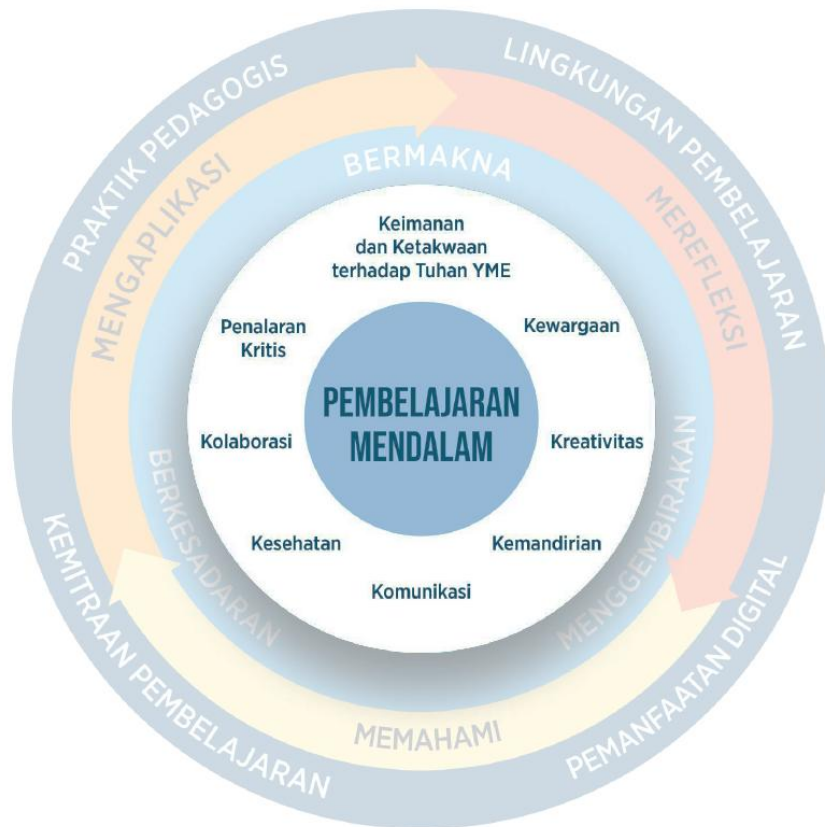 PRAKTIK PEDAGOGIS
LINGKUNGAN PEMBELAJARAN
MENGAPLIKASI
MEREFLEKSI
BERMAKNA
Keimanan
dan Ketakwaan
terhadap Tuhan YME
Penalaran
Kritis
Kewargaan
PEMBELAJARAN
MENDALAM
Kolaborasi
Kreativitas
Kesehatan
Kemandirian
Komunikasi
BERKESADARAN
MENGGEMBIRAKAN
MEMAHAMI
KEMITRAAN PEMBELAJARAN
PEMANFAATAN DIGITAL